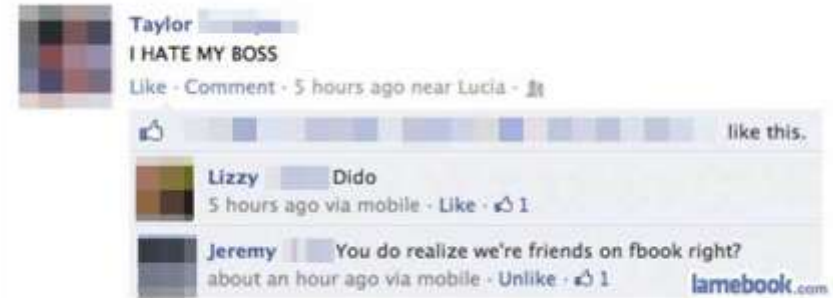 Taylor
I HATE MY BOSS
Like · Comment · 5 hours ago near Lucia ·
like this.
Lizzy Dido
5 hours ago via mobile · Like · 1
Jeremy You do realize we're friends on fbook right?
about an hour ago via mobile · Unlike · 1
lamebook.com